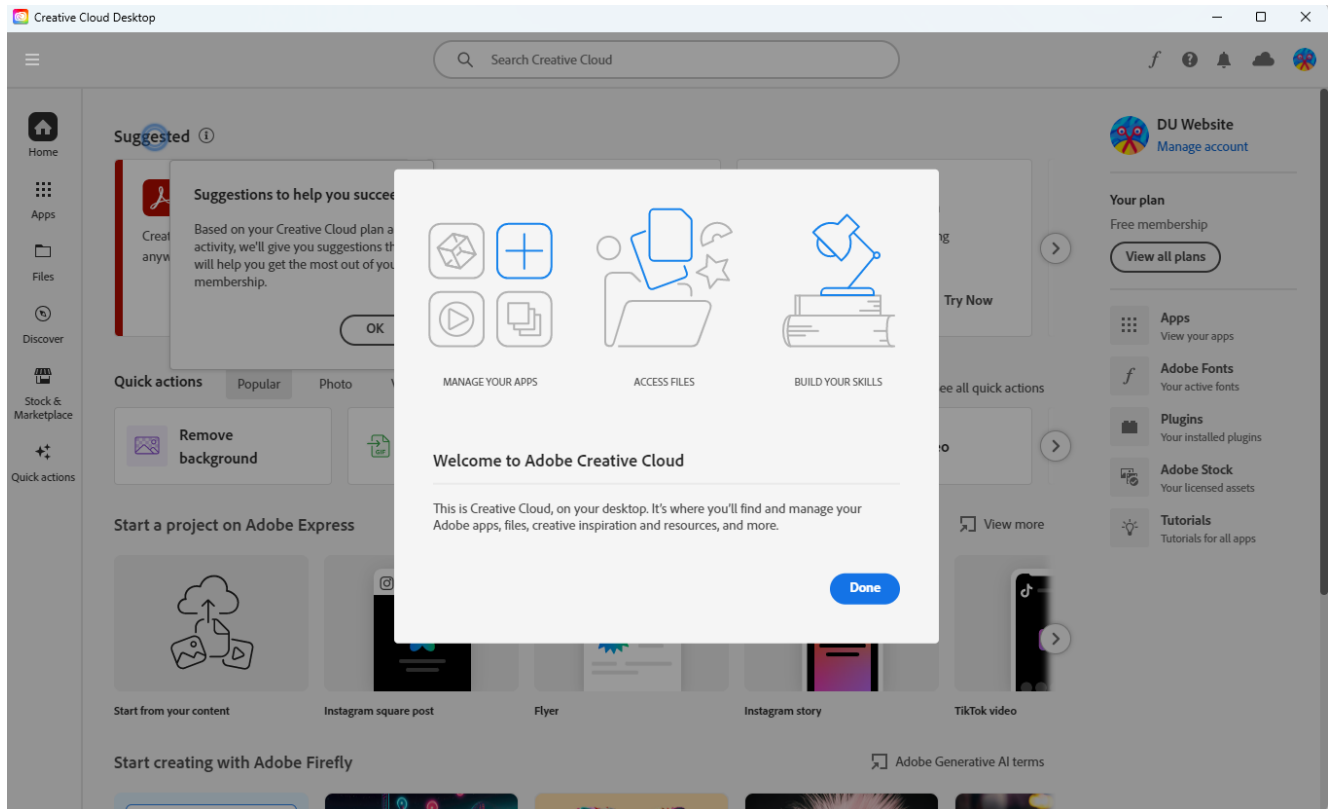 Creative Cloud Desktop
Search Creative Cloud
Home
Apps
Files
Discover
Stock &
Marketplace
Quick actions
Suggested
Suggestions to help you succee
Based on your Creative Cloud plan a
activity, we'll give you suggestions th
will help you get the most out of you
membership.
OK
Creat
anyw
ng
Try Now
Quick actions
Popular
Photo
ee all quick actions
Remove
background
GIF
eo
Start a project on Adobe Express
View more
Start from your content
Instagram square post
Flyer
Instagram story
TikTok video
Start creating with Adobe Firefly
Adobe Generative AI terms
MANAGE YOUR APPS
ACCESS FILES
BUILD YOUR SKILLS
Welcome to Adobe Creative Cloud
This is Creative Cloud, on your desktop. It's where you'll find and manage your
Adobe apps, files, creative inspiration and resources, and more.
Done
DU Website
Manage account
Your plan
Free membership
View all plans
Apps
View your apps
Adobe Fonts
Your active fonts
Plugins
Your installed plugins
Adobe Stock
Your licensed assets
Tutorials
Tutorials for all apps